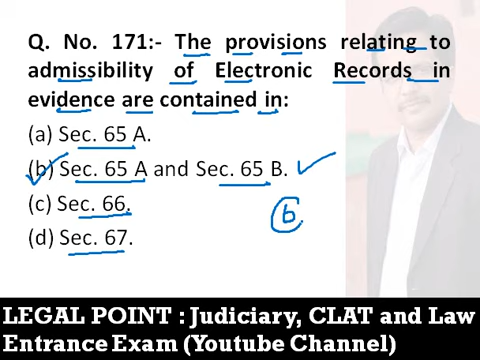 Q. No. 171:- The provisions relating to
admissibility of Electronic Records in
evidence are contained in:
(a) Sec. 65 A.
(b) Sec. 65 A and Sec. 65 B.
(c) Sec. 66.
b
(d) Sec. 67.
LEGAL POINT : Judiciary, CLAT and Law
Entrance Exam (Youtube Channel)